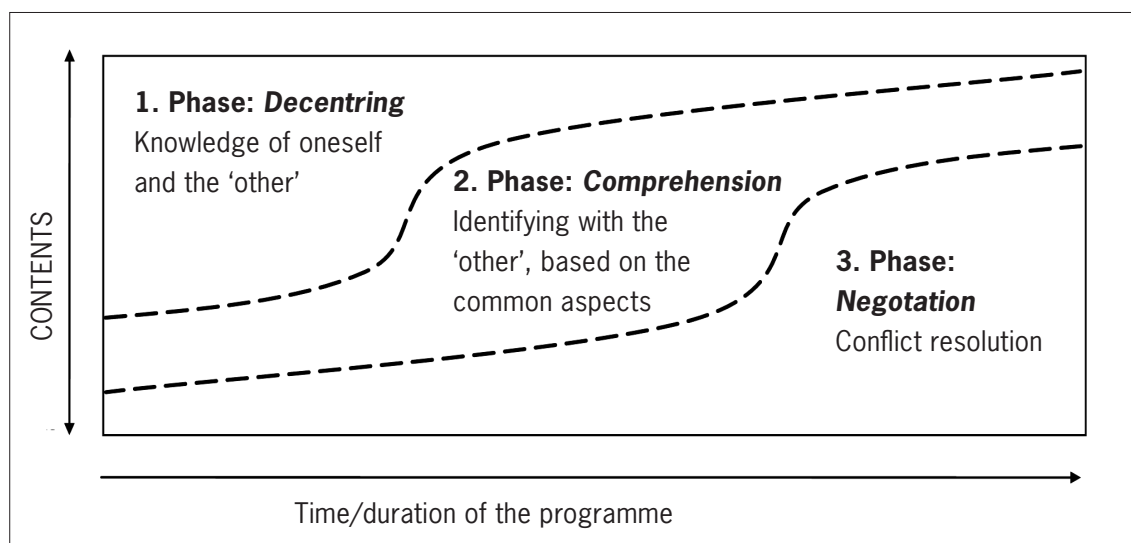 1. Phase: Decentring
Knowledge of oneself
and the ‘other’
2. Phase: Comprehension
Identifying with the
‘other’, based on the
common aspects
3. Phase:
Negotation
Conflict resolution
CONTENTS
Time/duration of the programme